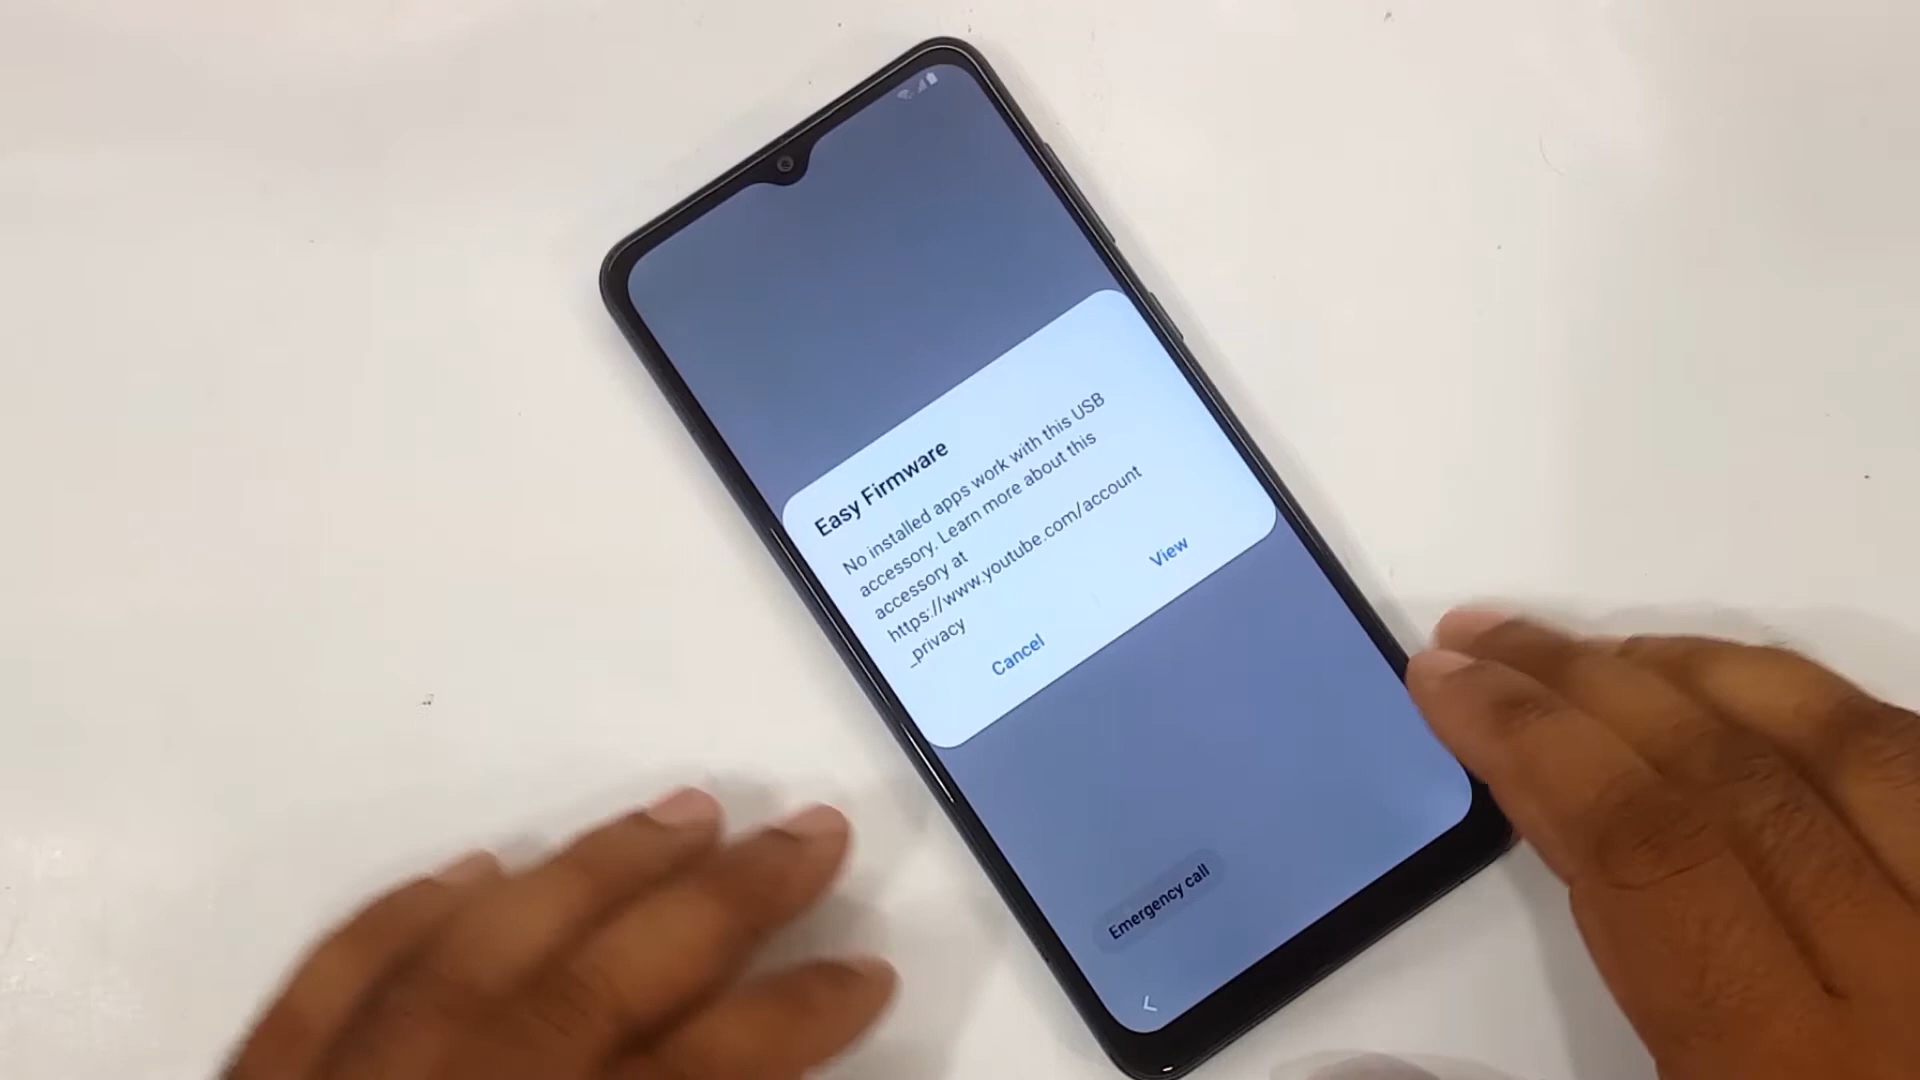 Easy Firmware
No installed apps work with this USB
accessory. Learn more about this
accessory at
https://www.youtube.com/account
_privacy
Cancel
View
Emergency call